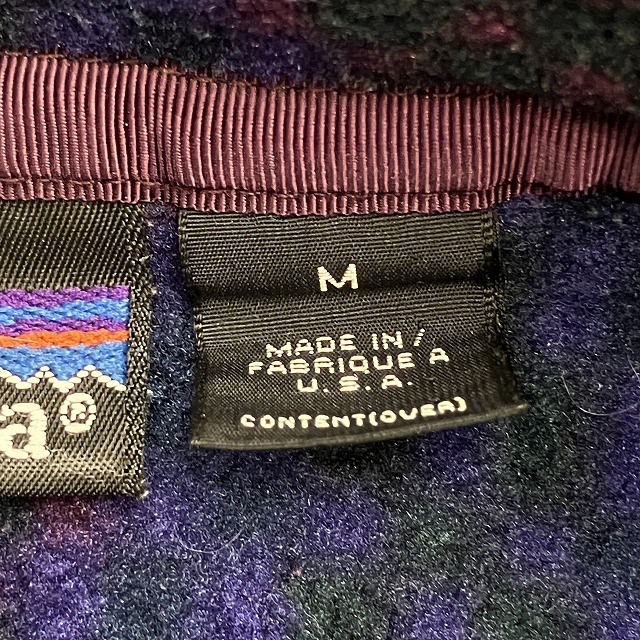 M
MADE IN /
FABRIQUE A
U.S.A.
CONTENT(OVER)
a®